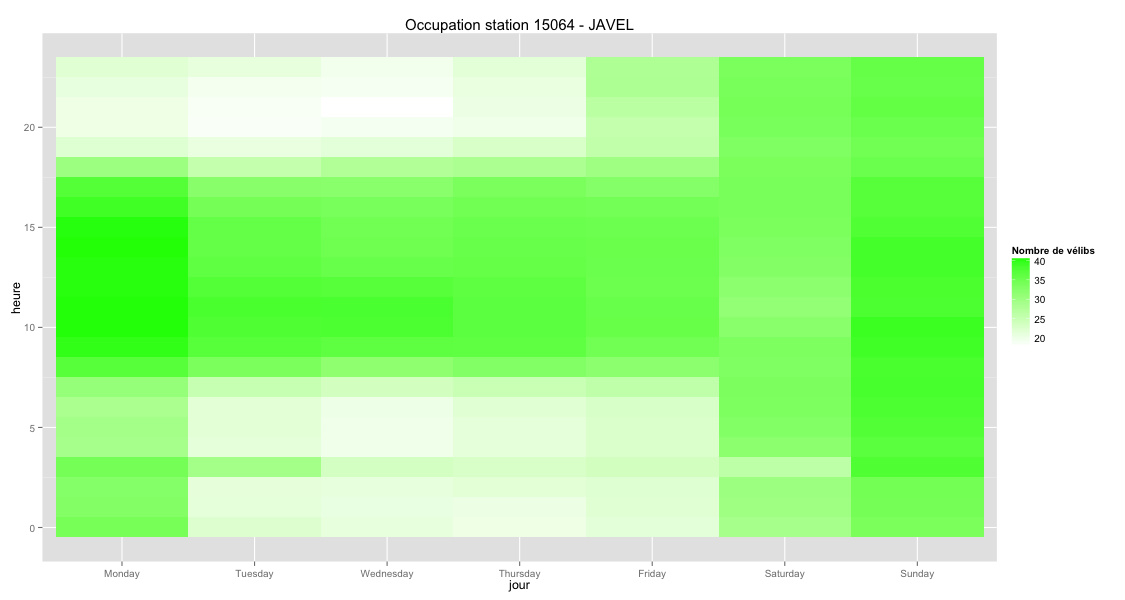 Occupation station 15064 - JAVEL
heure
20
15
10
5
0
Monday Tuesday Wednesday Thursday Friday Saturday Sunday
jour
Nombre de vélibs
40
35
30
25
20